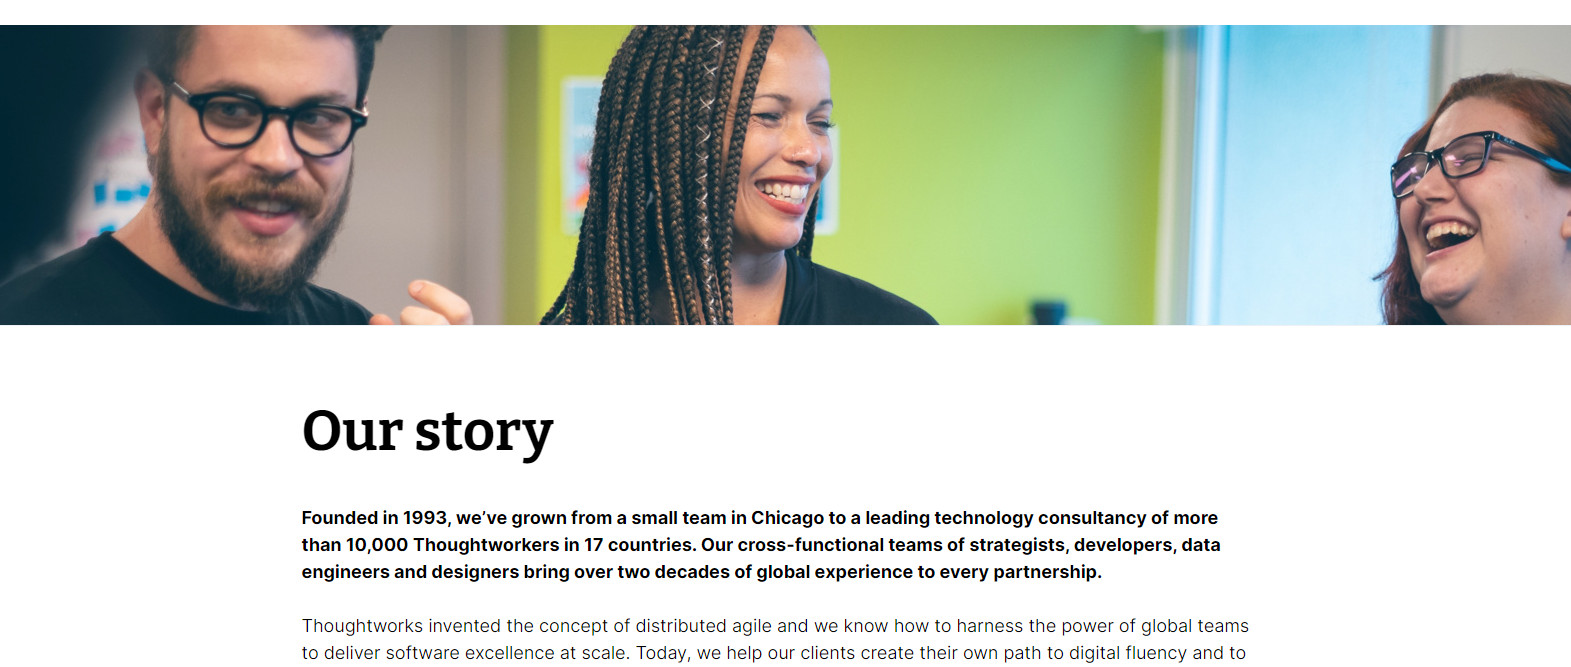 Our story
Founded in 1993, we’ve grown from a small team in Chicago to a leading technology consultancy of more
than 10,000 Thoughtworkers in 17 countries. Our cross-functional teams of strategists, developers, data
engineers and designers bring over two decades of global experience to every partnership.
Thoughtworks invented the concept of distributed agile and we know how to harness the power of global teams
to deliver software excellence at scale. Today, we help our clients create their own path to digital fluency and to